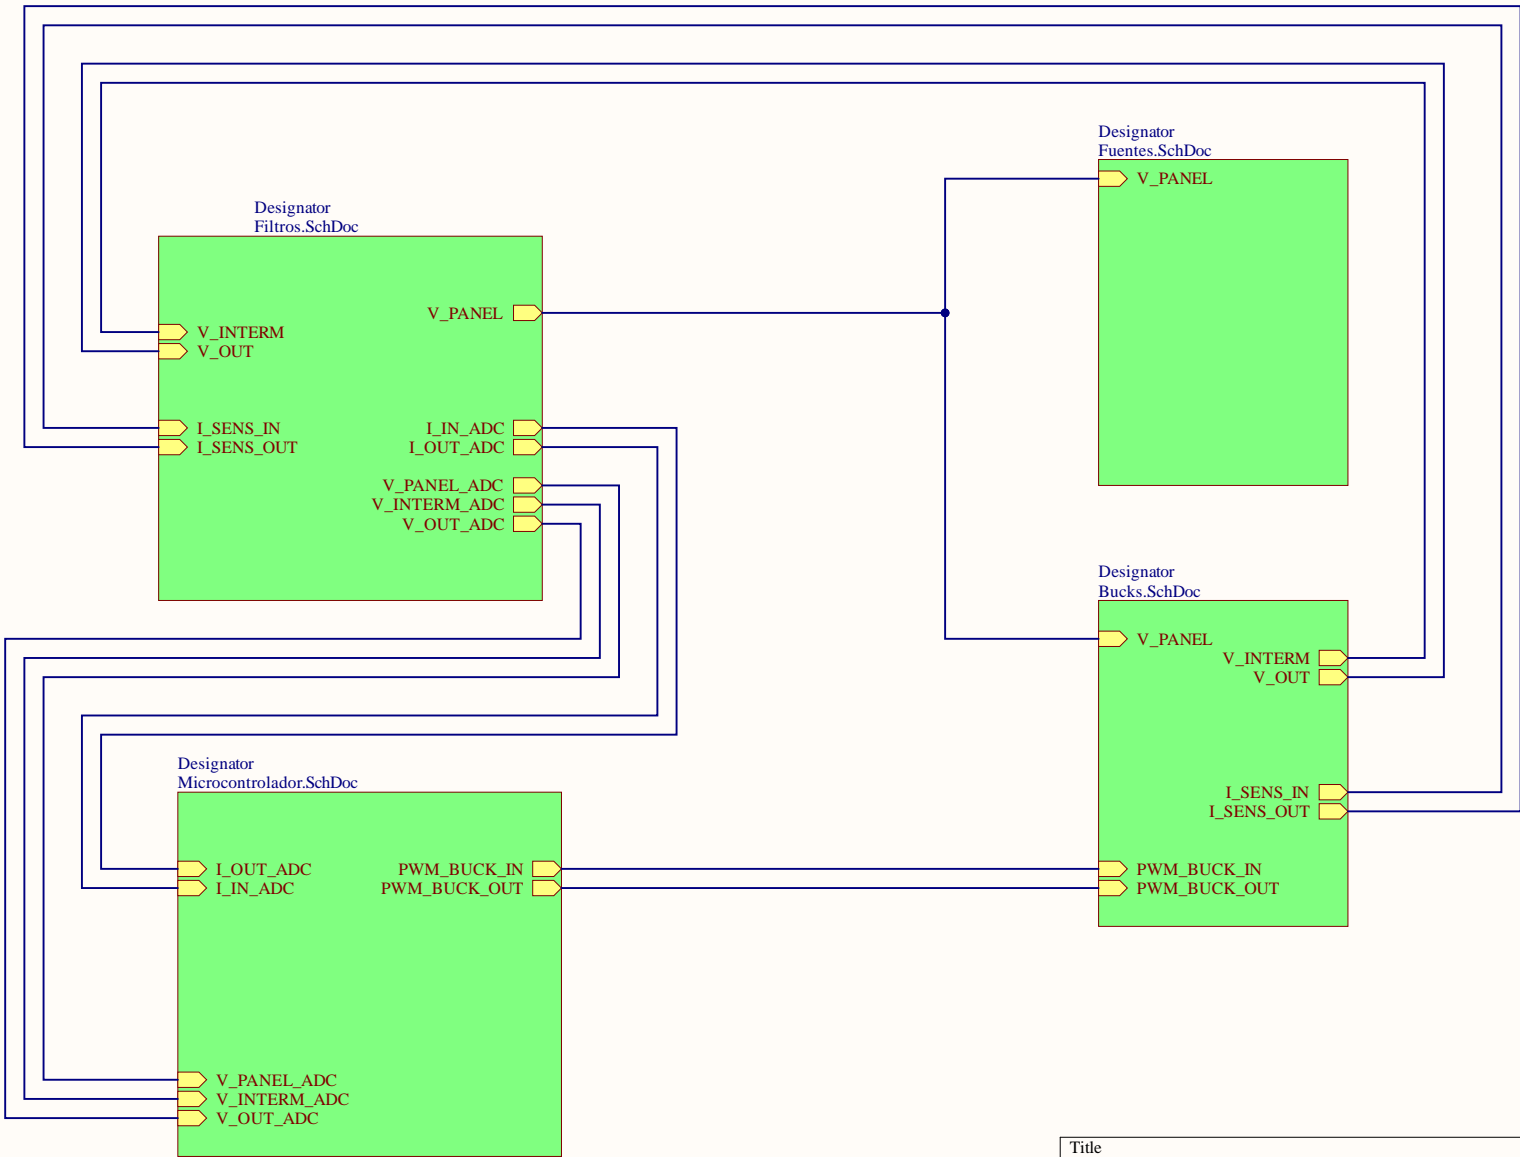 Designator
Fuentes.SchDoc
V_PANEL
Designator
Filtros.SchDoc
V_PANEL
V_INTERM
V_OUT
I_SENS_IN
I_SENS_OUT
I_IN_ADC
I_OUT_ADC
V_PANEL_ADC
V_INTERM_ADC
V_OUT_ADC
Designator
Bucks.SchDoc
V_PANEL
V_INTERM
V_OUT
I_SENS_IN
I_SENS_OUT
PWM_BUCK_IN
PWM_BUCK_OUT
Designator
Microcontrolador.SchDoc
I_OUT_ADC
I_IN_ADC
PWM_BUCK_IN
PWM_BUCK_OUT
V_PANEL_ADC
V_INTERM_ADC
V_OUT_ADC
Title